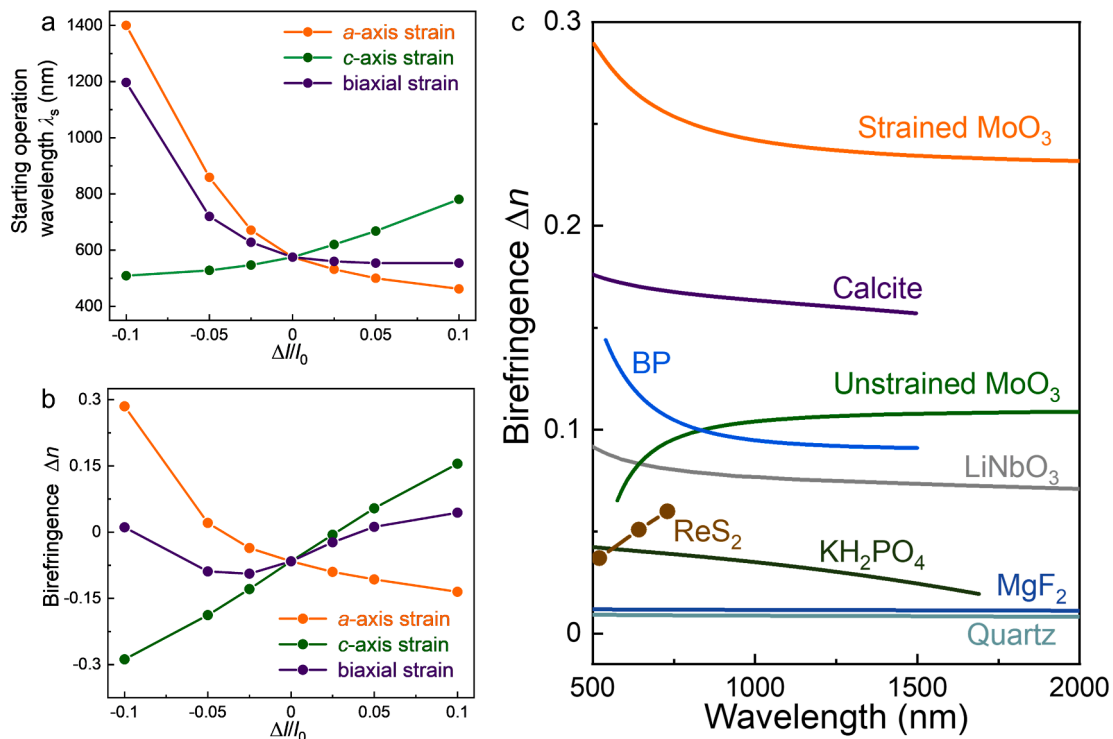 a
1400
1200
1000
800
600
400
Starting operation
wavelength λs (nm)
a-axis strain
c-axis strain
biaxial strain
-0.1 -0.05 0 0.05 0.1
Δl/l0
b
0.3
0.15
0
-0.15
-0.3
Birefringence Δn
a-axis strain
c-axis strain
biaxial strain
-0.1 -0.05 0 0.05 0.1
Δl/l0
c
0.3
0.2
0.1
0
Birefringence Δn
Strained MoO3
Calcite
BP
Unstrained MoO3
LiNbO3
ReS2
KH2PO4
MgF2
Quartz
500 1000 1500 2000
Wavelength (nm)